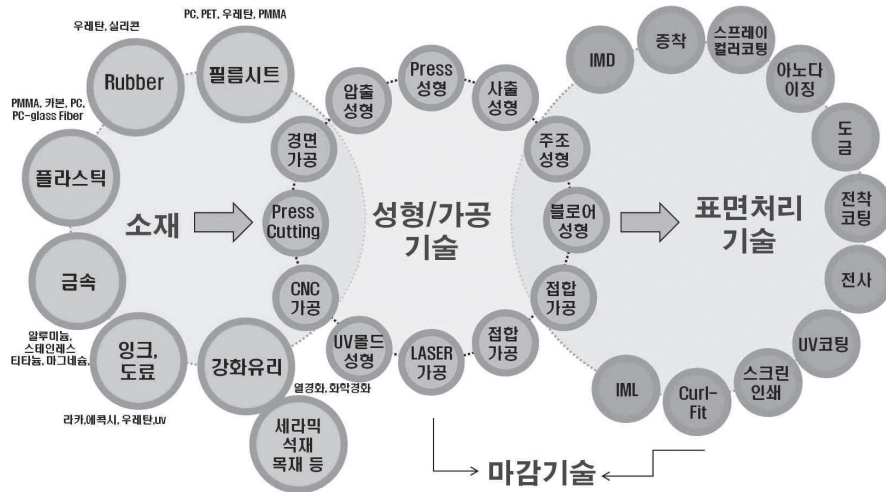 우레탄, 실리콘
Rubber
PC, PET, 우레탄, PMMA
필름시트
PMMA, 카본, PC,
PC-glass Fiber
플라스틱
금속
알루미늄,
스테인레스
티타늄, 마그네슘,
잉크,
도료
라카,에콕시, 우레탄,uv
강화유리
열경화, 화학경화
세라믹
석재
목재 등
소재
경면
가공
Press
Cutting
CNC
가공
압출
성형
Press
성형
사출
성형
주조
성형
블로어
성형
접합
가공
접합
가공
LASER
가공
UV몰드
성형
성형/가공
기술
IMD
증착
스프레이
컬러코팅
아노다
이징
도
금
전착
코팅
전사
UV코팅
스크린
인쇄
Curl-
Fit
IML
표면처리
기술
마감기술